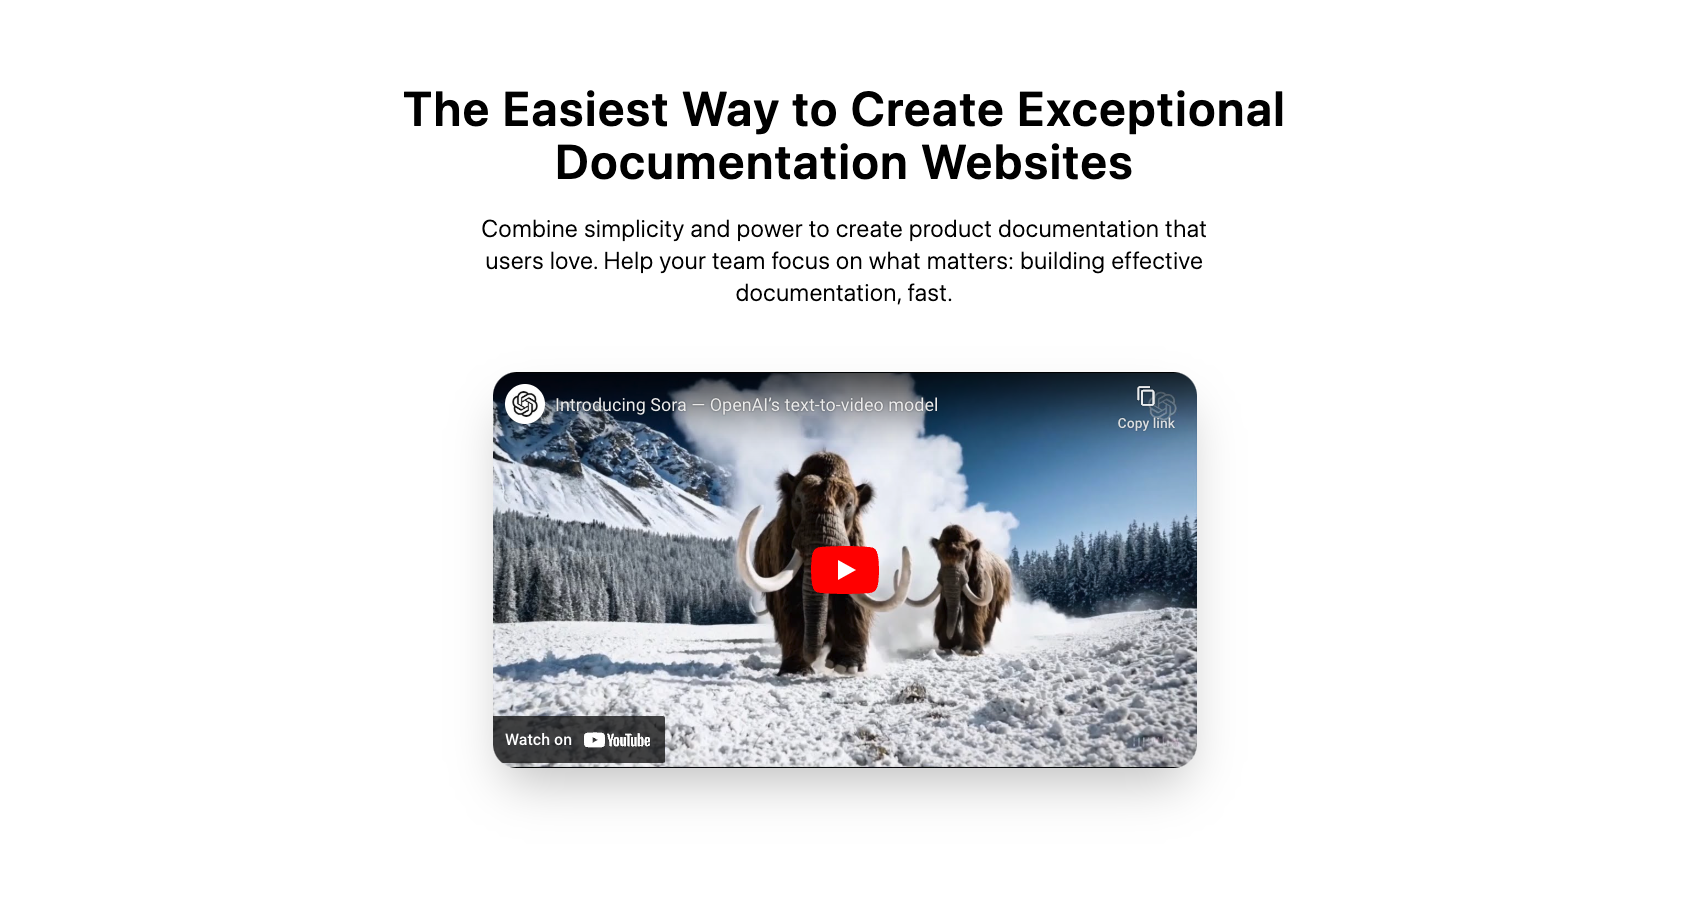 The Easiest Way to Create Exceptional
Documentation Websites
Combine simplicity and power to create product documentation that
users love. Help your team focus on what matters: building effective
documentation, fast.
Introducing Sora — OpenAI’s text-to-video model
Copy link
Watch on YouTube